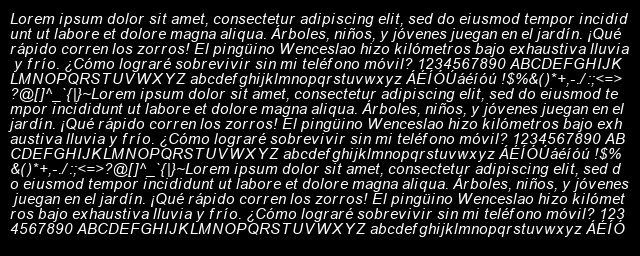 Lorem ipsum dolor sit amet, consectetur adipiscing elit, sed do eiusmod tempor incidid
unt ut labore et dolore magna aliqua. Árboles, niños, y jóvenes juegan en el jardín. ¡Qué
rápido corren los zorros! El pingüino Wenceslao hizo kilómetros bajo exhaustiva lluvia
y frío. ¿Cómo lograré sobrevivir sin mi teléfono móvil? 1234567890 ABCDEFGHIJK
LMNOPQRSTUVWXYZ abcdefghijklmnopqrstuvwxyz ÁÉÍÓÚáéíóú !$%&()*+,-./:;<=>
?@[]^_`{|}~Lorem ipsum dolor sit amet, consectetur adipiscing elit, sed do eiusmod te
mpor incididunt ut labore et dolore magna aliqua. Árboles, niños, y jóvenes juegan en el
jardín. ¡Qué rápido corren los zorros! El pingüino Wenceslao hizo kilómetros bajo exh
austiva lluvia y frío. ¿Cómo lograré sobrevivir sin mi teléfono móvil? 1234567890 AB
CDEFGHIJKLMNOPQRSTUVWXYZ abcdefghijklmnopqrstuvwxyz ÁÉÍÓÚáéíóú !$%
&()*+,-./:;<=>?@[]^_`{|}~Lorem ipsum dolor sit amet, consectetur adipiscing elit, sed d
o eiusmod tempor incididunt ut labore et dolore magna aliqua. Árboles, niños, y jóvenes
juegan en el jardín. ¡Qué rápido corren los zorros! El pingüino Wenceslao hizo kilómet
ros bajo exhaustiva lluvia y frío. ¿Cómo lograré sobrevivir sin mi teléfono móvil? 123
4567890 ABCDEFGHIJKLMNOPQRSTUVWXYZ abcdefghijklmnopqrstuvwxyz ÁÉÍÓ